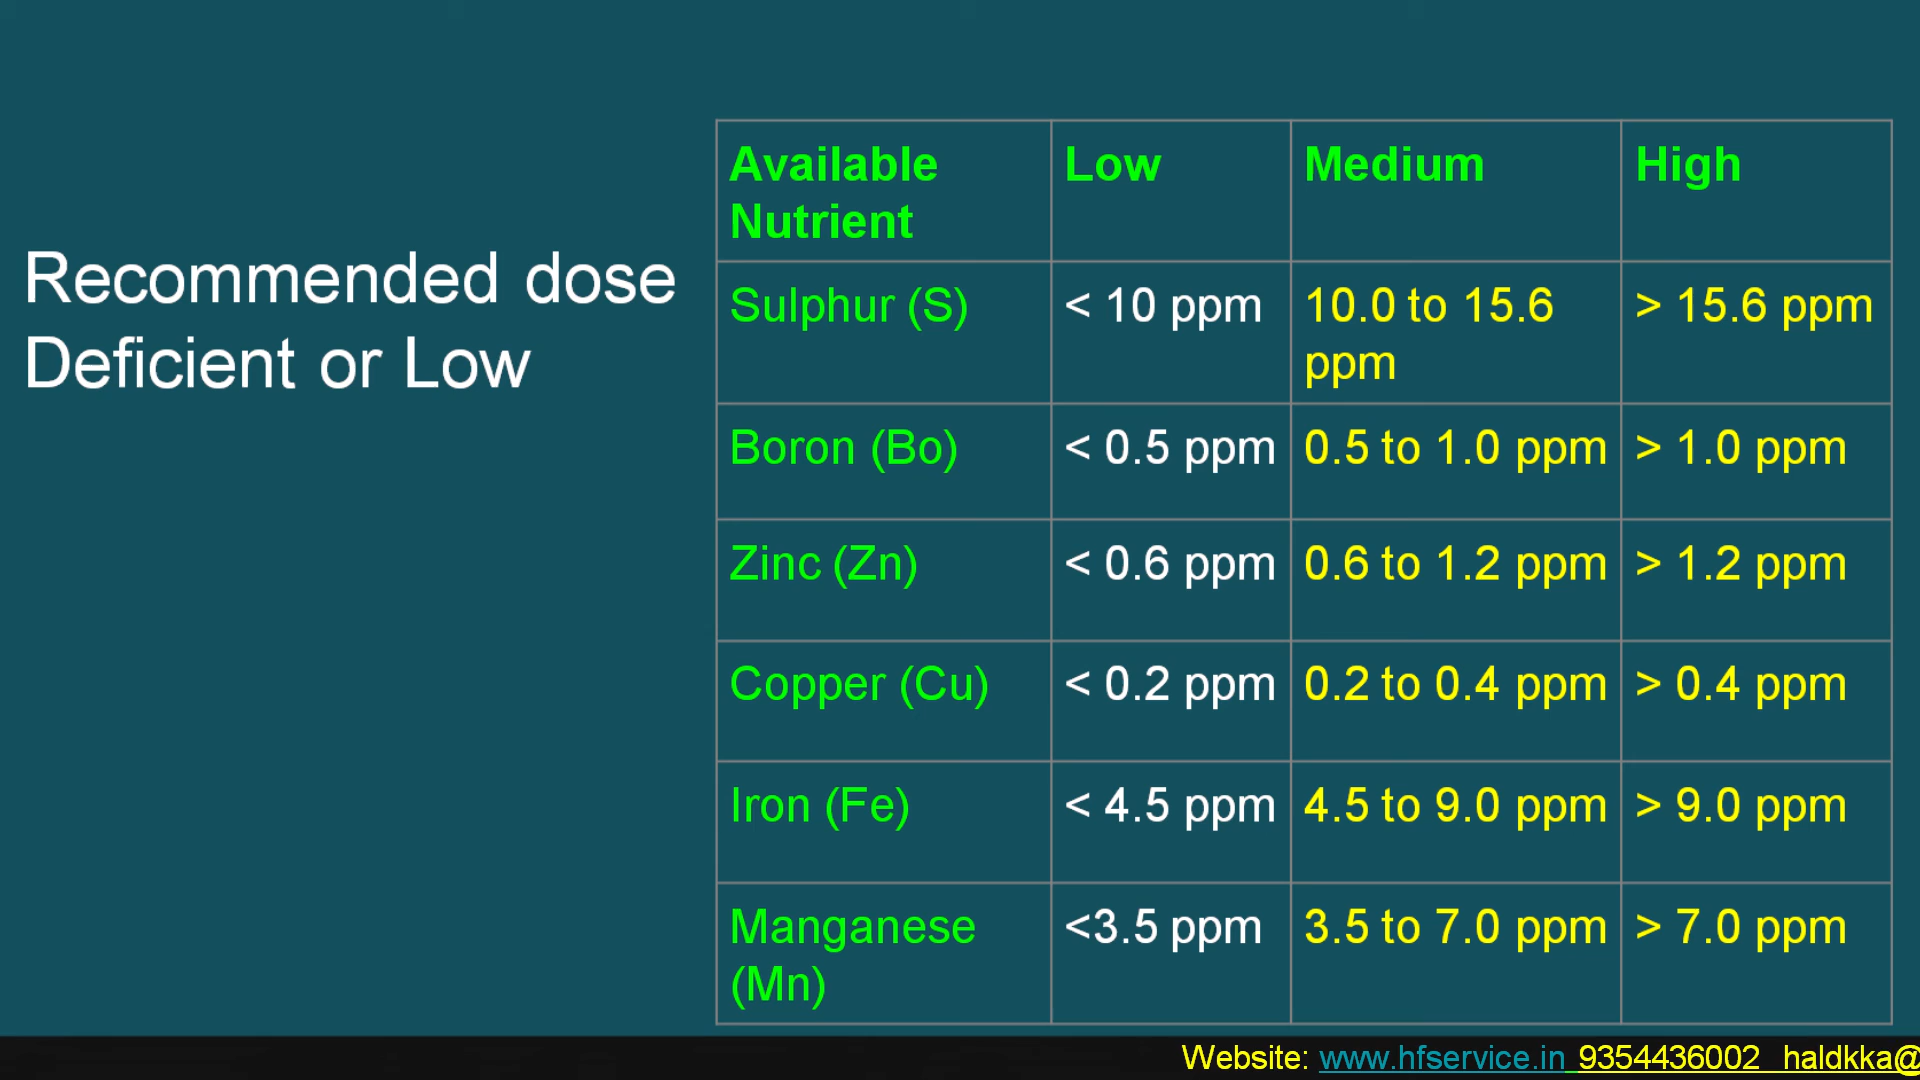 Recommended dose
Deficient or Low
Available Nutrient Low Medium High
Sulphur (S) < 10 ppm 10.0 to 15.6 ppm > 15.6 ppm
Boron (Bo) < 0.5 ppm 0.5 to 1.0 ppm > 1.0 ppm
Zinc (Zn) < 0.6 ppm 0.6 to 1.2 ppm > 1.2 ppm
Copper (Cu) < 0.2 ppm 0.2 to 0.4 ppm > 0.4 ppm
Iron (Fe) < 4.5 ppm 4.5 to 9.0 ppm > 9.0 ppm
Manganese (Mn) <3.5 ppm 3.5 to 7.0 ppm > 7.0 ppm
Website: www.hfservice.in 9354436002 haldkka@